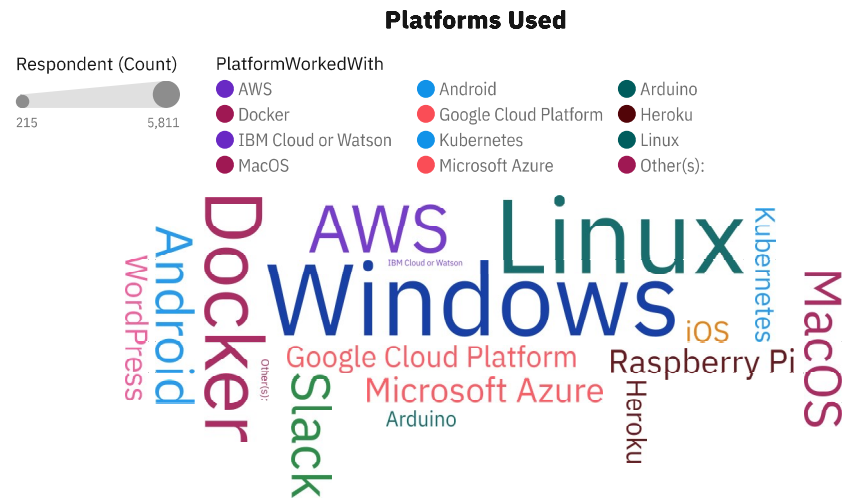 Platforms Used
Respondent (Count)
215
5,811
PlatformWorkedWith
AWS
Android
Arduino
Docker
Google Cloud Platform
Heroku
IBM Cloud or Watson
Kubernetes
Linux
MacOS
Microsoft Azure
Other(s):
WordPress
Android
Docker
AWS
IBM Cloud or Watson
Linux
Kubernetes
Windows
iOS
MacOS
Google Cloud Platform
Raspberry Pi
Other(s):
Slack
Microsoft Azure
Arduino
Heroku